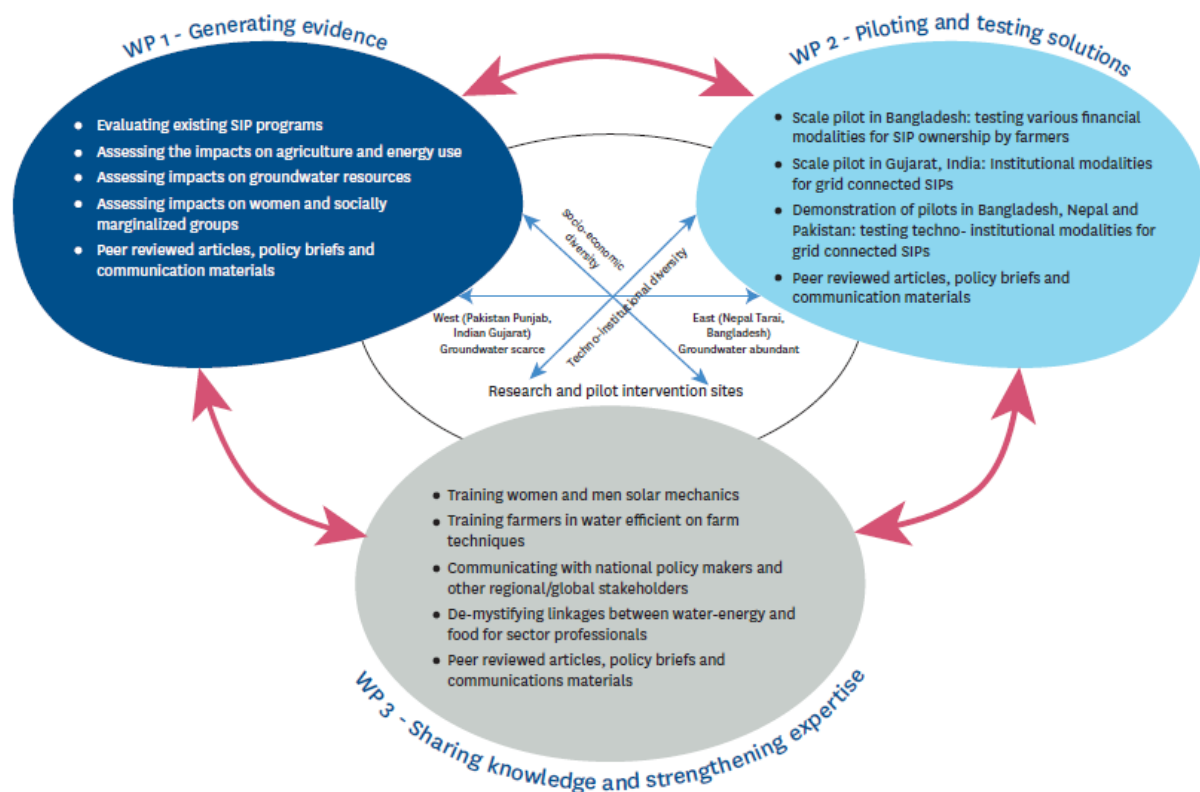 WP 1 - Generating evidence
• Evaluating existing SIP programs
• Assessing the impacts on agriculture and energy use
• Assessing impacts on groundwater resources
• Assessing impacts on women and socially
marginalized groups
• Peer reviewed articles, policy briefs and
communication materials
WP 2 - Piloting and testing solutions
• Scale pilot in Bangladesh: testing various financial
modalities for SIP ownership by farmers
• Scale pilot in Gujarat, India: Institutional modalities
for grid connected SIPs
• Demonstration of pilots in Bangladesh, Nepal and
Pakistan: testing techno- institutional modalities for
grid connected SIPs
• Peer reviewed articles, policy briefs and
communication materials
Socio-economic
diversity
Techno-institutional diversity
West (Pakistan Punjab,
Indian Gujarat)
Groundwater scarce
East (Nepal Tarai,
Bangladesh)
Groundwater abundant
Research and pilot intervention sites
• Training women and men solar mechanics
• Training farmers in water efficient on farm
techniques
• Communicating with national policy makers and
other regional/global stakeholders
• De-mystifying linkages between water-energy and
food for sector professionals
• Peer reviewed articles, policy briefs and
communications materials
WP 3 - Sharing knowledge and strengthening expertise